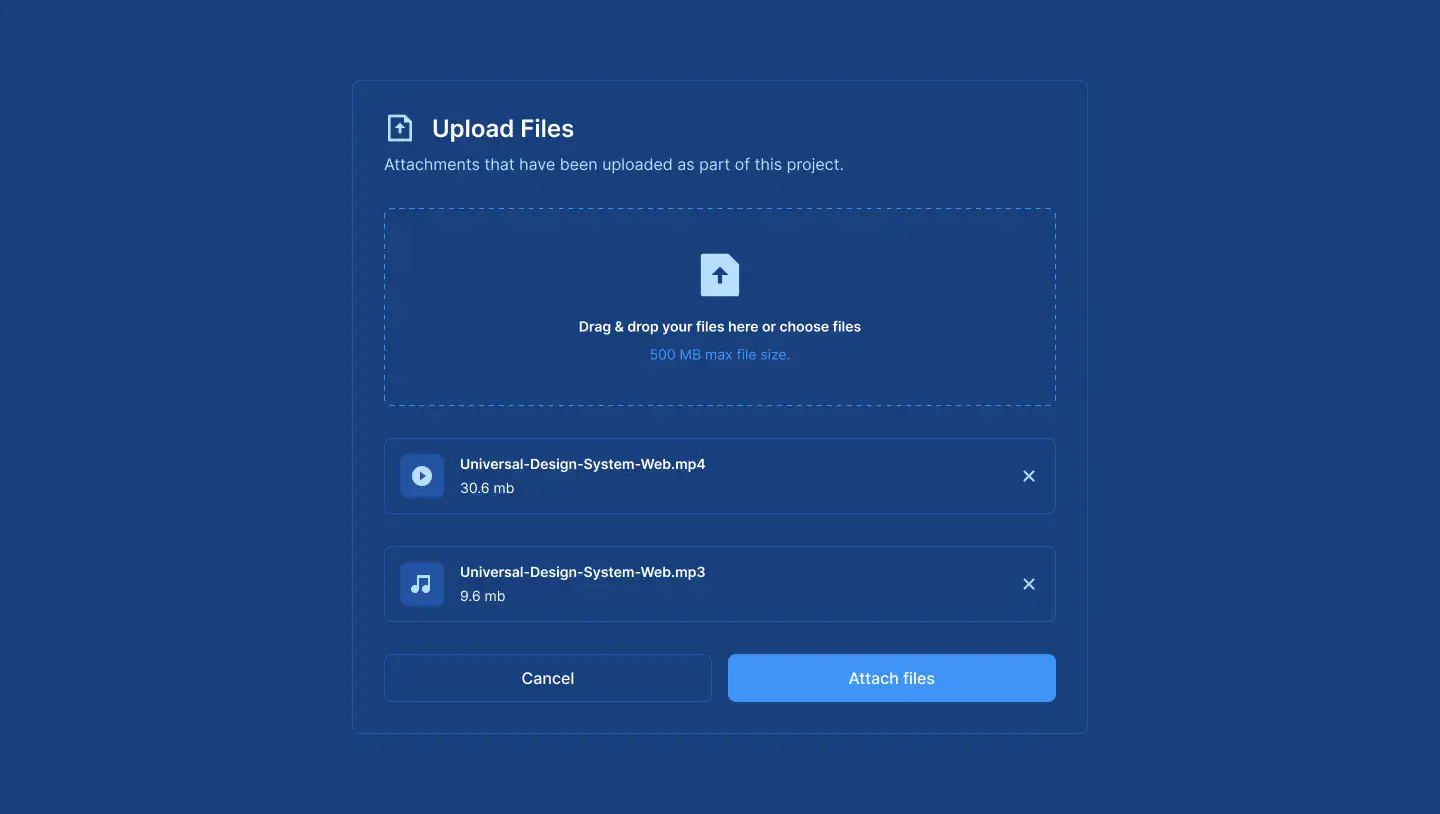 Upload Files
Attachments that have been uploaded as part of this project.
Drag & drop your files here or choose files
500 MB max file size.
Universal-Design-System-Web.mp4
30.6 mb
Universal-Design-System-Web.mp3
9.6 mb
Cancel
Attach files